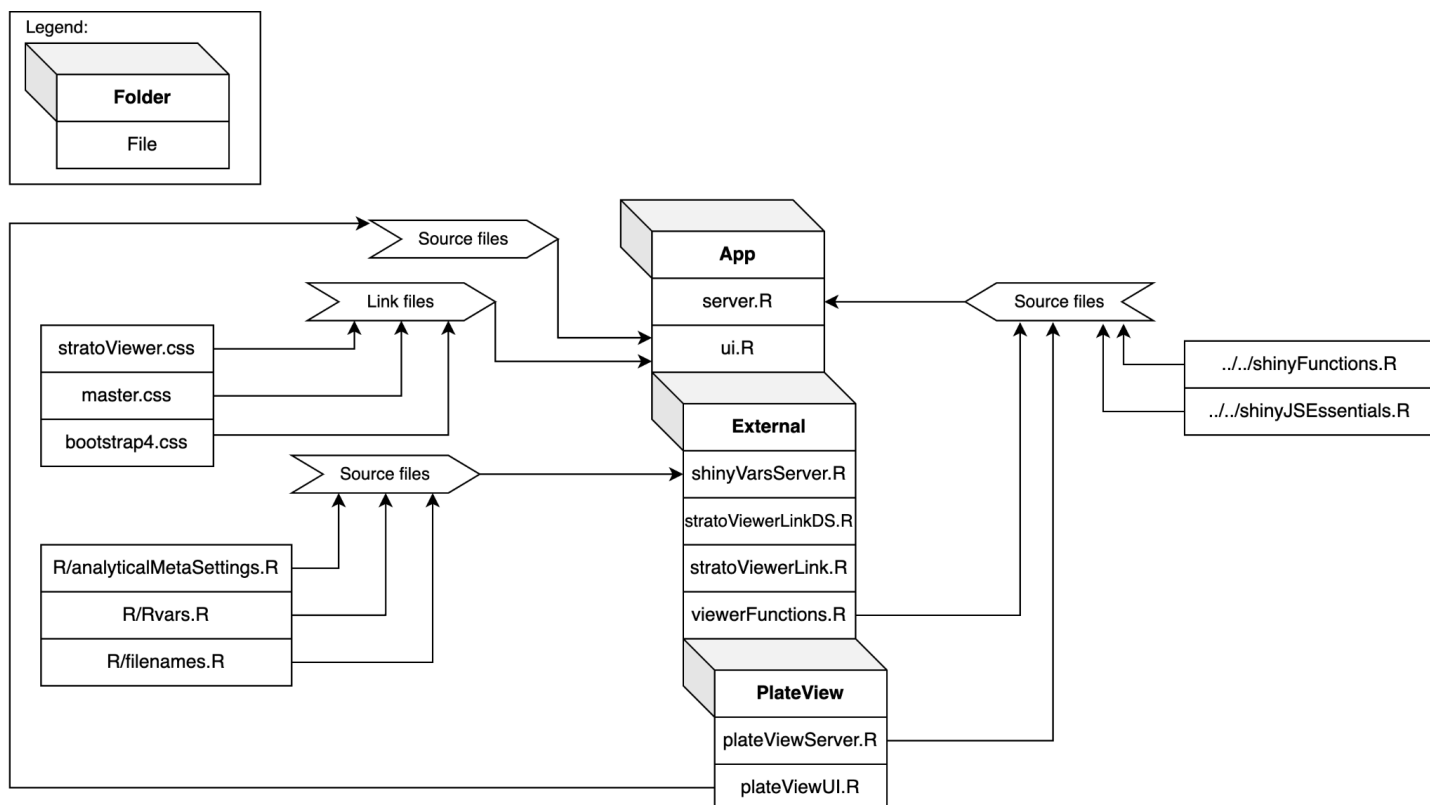 Legend:
Folder
File
Source files
App
server.R
ui.R
Link files
Source files
stratoViewer.css
master.css
bootstrap4.css
../../shinyFunctions.R
../../shinyJSEssentials.R
External
shinyVarsServer.R
stratoViewerLinkDS.R
stratoViewerLink.R
viewerFunctions.R
Source files
R/analyticalMetaSettings.R
R/Rvars.R
R/filenames.R
PlateView
plateViewServer.R
plateViewUI.R